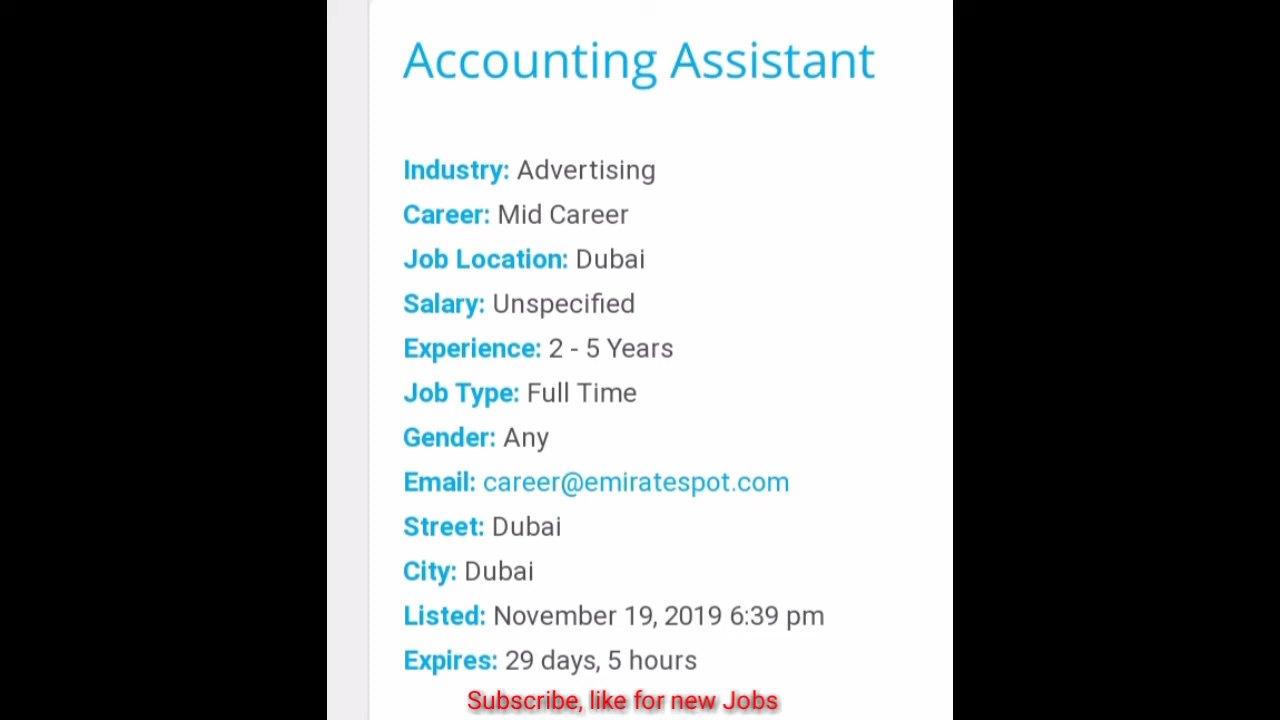 Accounting Assistant
Industry: Advertising
Career: Mid Career
Job Location: Dubai
Salary: Unspecified
Experience: 2 - 5 Years
Job Type: Full Time
Gender: Any
Email: career@emiratespot.com
Street: Dubai
City: Dubai
Listed: November 19, 2019 6:39 pm
Expires: 29 days, 5 hours
Subscribe, like for new Jobs